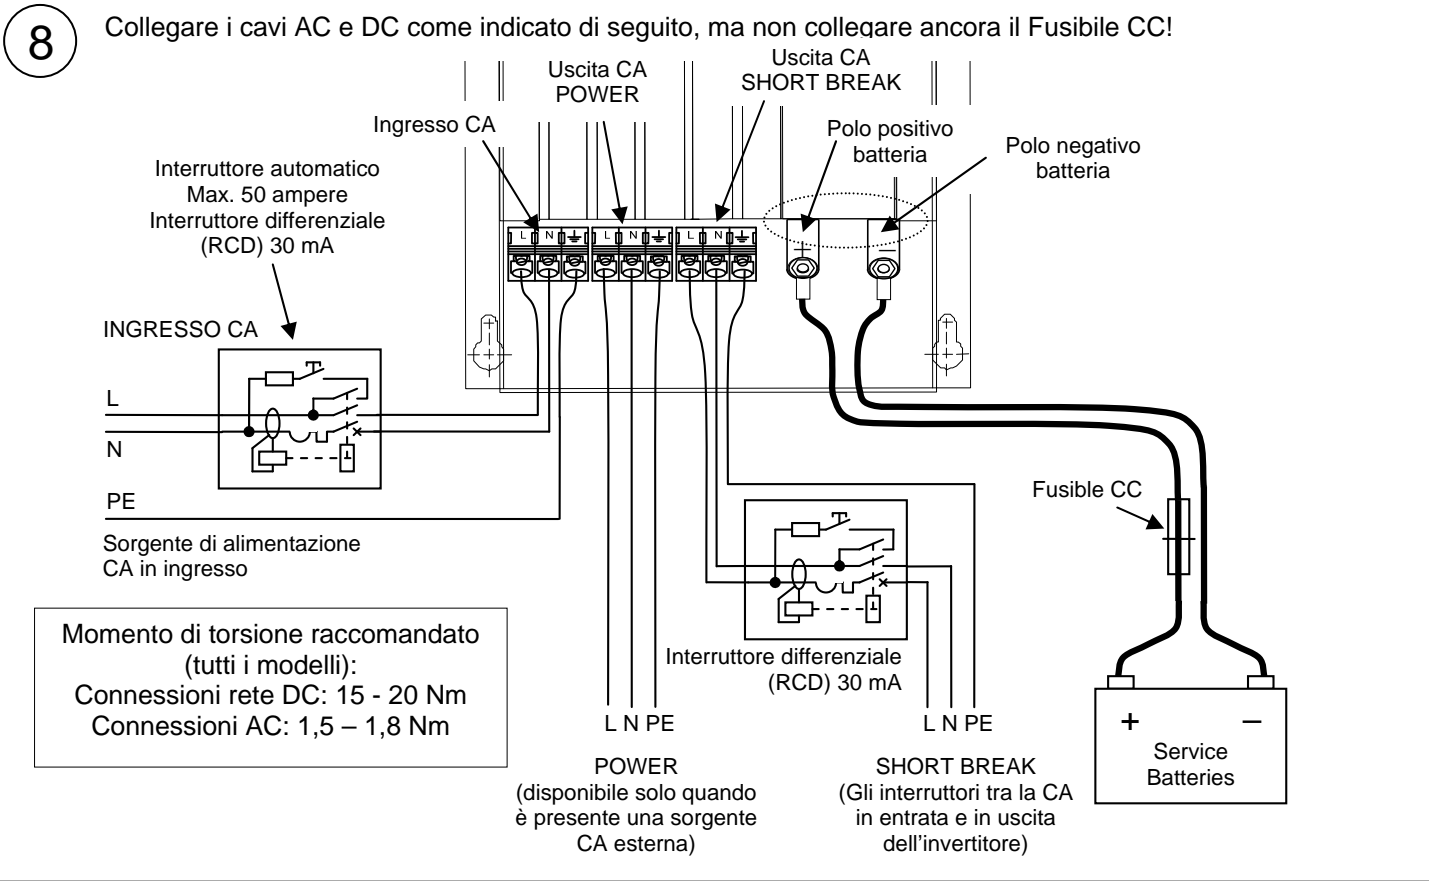 8
Collegare i cavi AC e DC come indicato di seguito, ma non collegare ancora il Fusibile CC!
Uscita CA
POWER
Uscita CA
SHORT BREAK
Ingresso CA
Polo positivo
batteria
Polo negativo
batteria
Interruttore automatico
Max. 50 ampere
Interruttore differenziale
(RCD) 30 mA
L N L N L N
+ −
INGRESSO CA
L
N
PE
Sorgente di alimentazione
CA in ingresso
Fusible CC
Momento di torsione raccomandato
(tutti i modelli):
Connessioni rete DC: 15 - 20 Nm
Connessioni AC: 1,5 – 1,8 Nm
Interruttore differenziale
(RCD) 30 mA
L N PE
POWER
(disponibile solo quando
è presente una sorgente
CA esterna)
L N PE
SHORT BREAK
(Gli interruttori tra la CA
in entrata e in uscita
dell'invertitore)
+ −
Service
Batteries